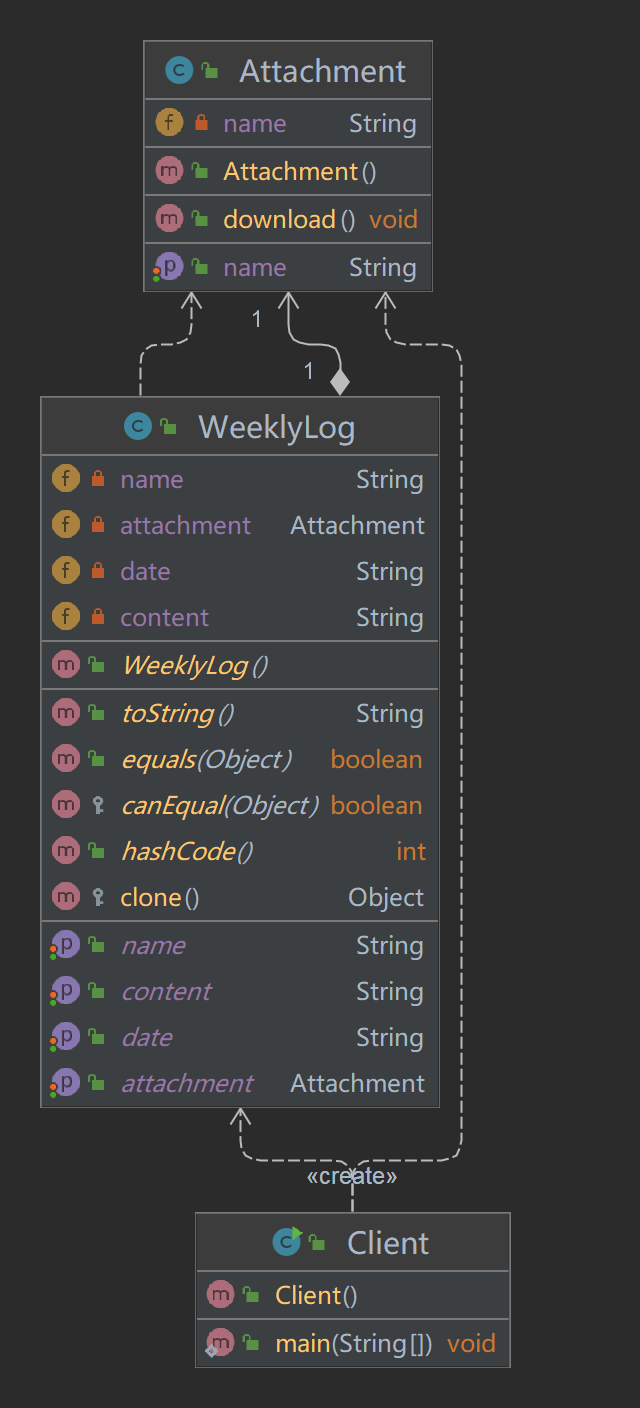 C Attachment
f name String
m Attachment()
m download() void
p name String
1
1
C WeeklyLog
f name String
f attachment Attachment
f date String
f content String
m WeeklyLog()
m toString() String
m equals(Object) boolean
m canEqual(Object) boolean
m hashCode() int
m clone() Object
p name String
p content String
p date String
p attachment Attachment
«create»
C Client
m Client()
m main(String[]) void